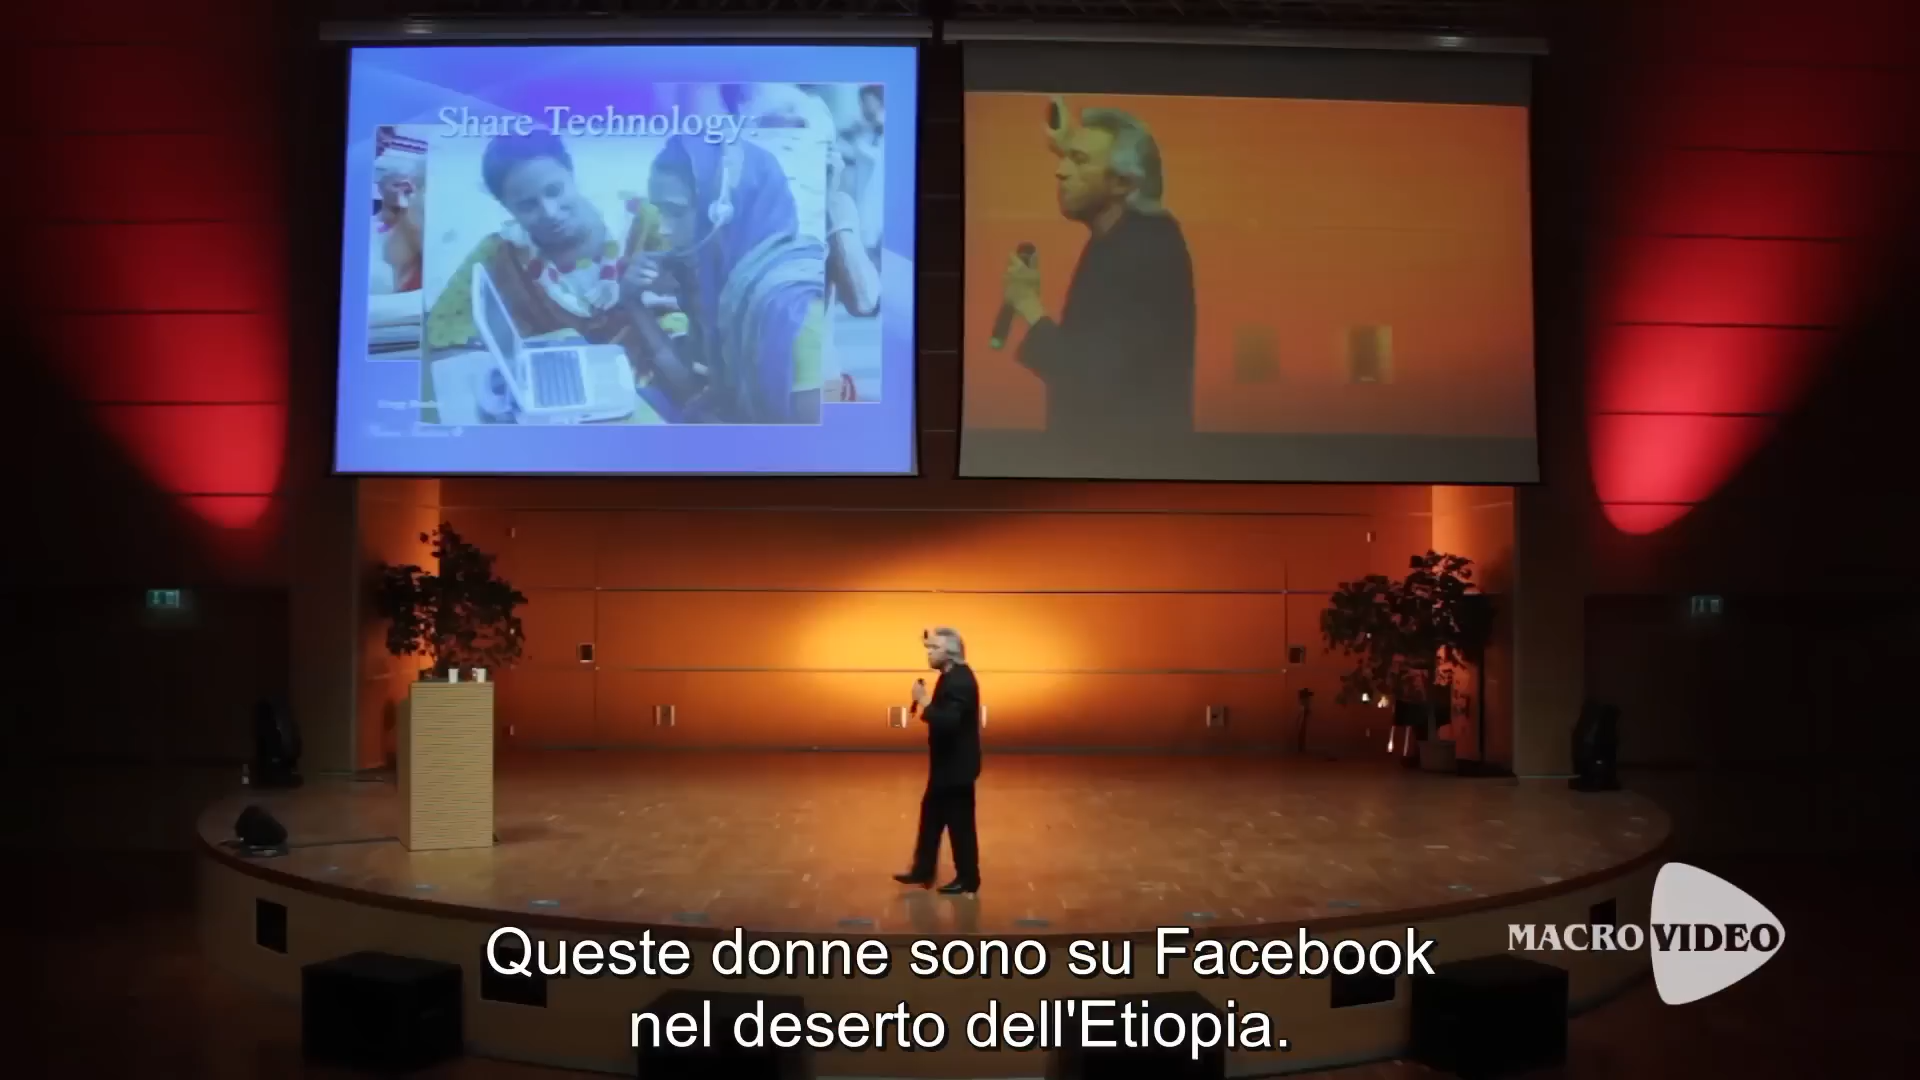 Share Technology:
MACRO VIDEO
Queste donne sono su Facebook
nel deserto dell'Etiopia.